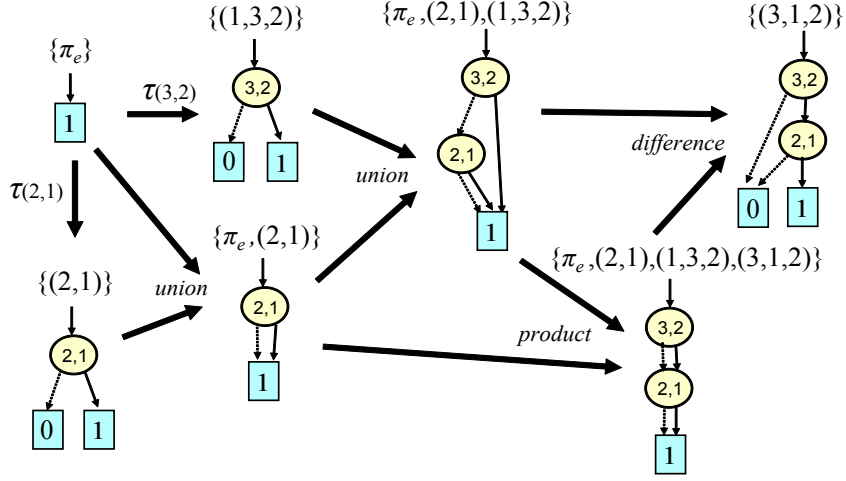 {π_e}
1
τ(3,2)
τ(2,1)
{(1,3,2)}
3,2
0 1
union
{π_e,(2,1),(1,3,2)}
3,2
2,1
1
difference
{(3,1,2)}
3,2
2,1
0 1
{(2,1)}
2,1
0 1
union
{π_e,(2,1)}
2,1
1
product
{π_e,(2,1),(1,3,2),(3,1,2)}
3,2
2,1
1